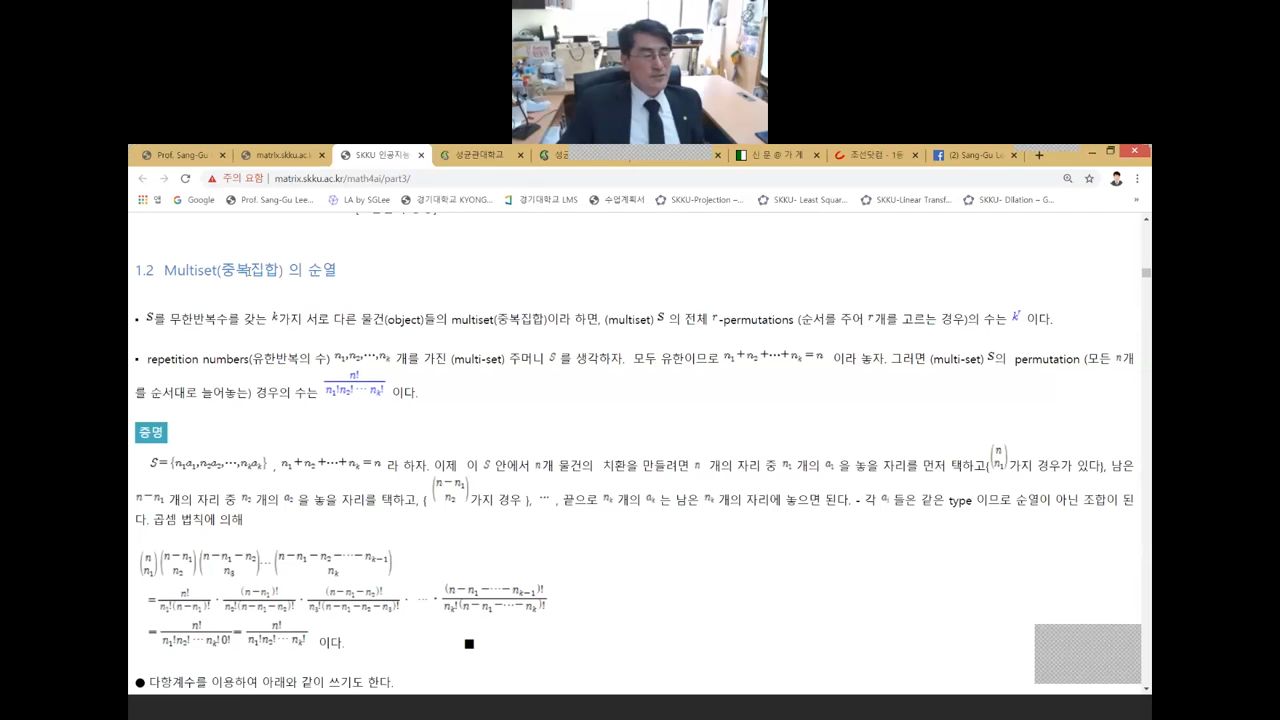 Prof. Sang-Gu
matrix.skku.ac.k
SKKU 인공지능
성균관대학교
성균
신 문 @ 가 게
조선닷컴 - 1등
(2) Sang-Gu Le
주의 요함 | matrix.skku.ac.kr/math4ai/part3/
앱 Google Prof. Sang-Gu Lee... LA by SGLee 경기대학교 KYONG... 경기대학교 LMS 수업계획서 SKKU-Projection –... SKKU- Least Squar... SKKU-Linear Transf... SKKU- Dilation – G... »
1.2 Multiset(중복집합) 의 순열
▪ S를 무한반복수를 갖는 k가지 서로 다른 물건(object)들의 multiset(중복집합)이라 하면, (multiset) S 의 전체 r-permutations (순서를 주어 r개를 고르는 경우)의 수는 k^r 이다.
▪ repetition numbers(유한반복의 수) n₁,n₂,⋯,n_k 개를 가진 (multi-set) 주머니 S 를 생각하자. 모두 유한이므로 n₁+n₂+⋯+n_k=n 이라 놓자. 그러면 (multi-set) S의 permutation (모든 n개
를 순서대로 늘어놓는) 경우의 수는 n!/(n₁!n₂!⋯n_k!) 이다.
증명
S={n₁a₁,n₂a₂,⋯,n_ka_k} , n₁+n₂+⋯+n_k=n 라 하자. 이제 이 S 안에서 n개 물건의 치환을 만들려면 n 개의 자리 중 n₁ 개의 a₁ 을 놓을 자리를 먼저 택하고{(n n₁)가지 경우가 있다}, 남은
n−n₁ 개의 자리 중 n₂ 개의 a₂ 을 놓을 자리를 택하고, { (n−n₁ n₂)가지 경우 }, ⋯ , 끝으로 n_k 개의 a_k 는 남은 n_k 개의 자리에 놓으면 된다. - 각 a_i 들은 같은 type 이므로 순열이 아닌 조합이 된
다. 곱셈 법칙에 의해
(n n₁)(n−n₁ n₂)(n−n₁−n₂ n₃)⋯(n−n₁−n₂−⋯−n_{k−1} n_k)
= n!/(n₁!(n−n₁)!) · (n−n₁)!/(n₂!(n−n₁−n₂)!) · (n−n₁−n₂)!/(n₃!(n−n₁−n₂−n₃)!) · ⋯ · (n−n₁−⋯−n_{k−1})!/(n_k!(n−n₁−⋯−n_k)!)
= n!/(n₁!n₂!⋯n_k!0!) = n!/(n₁!n₂!⋯n_k!) 이다. ■
● 다항계수를 이용하여 아래와 같이 쓰기도 한다.